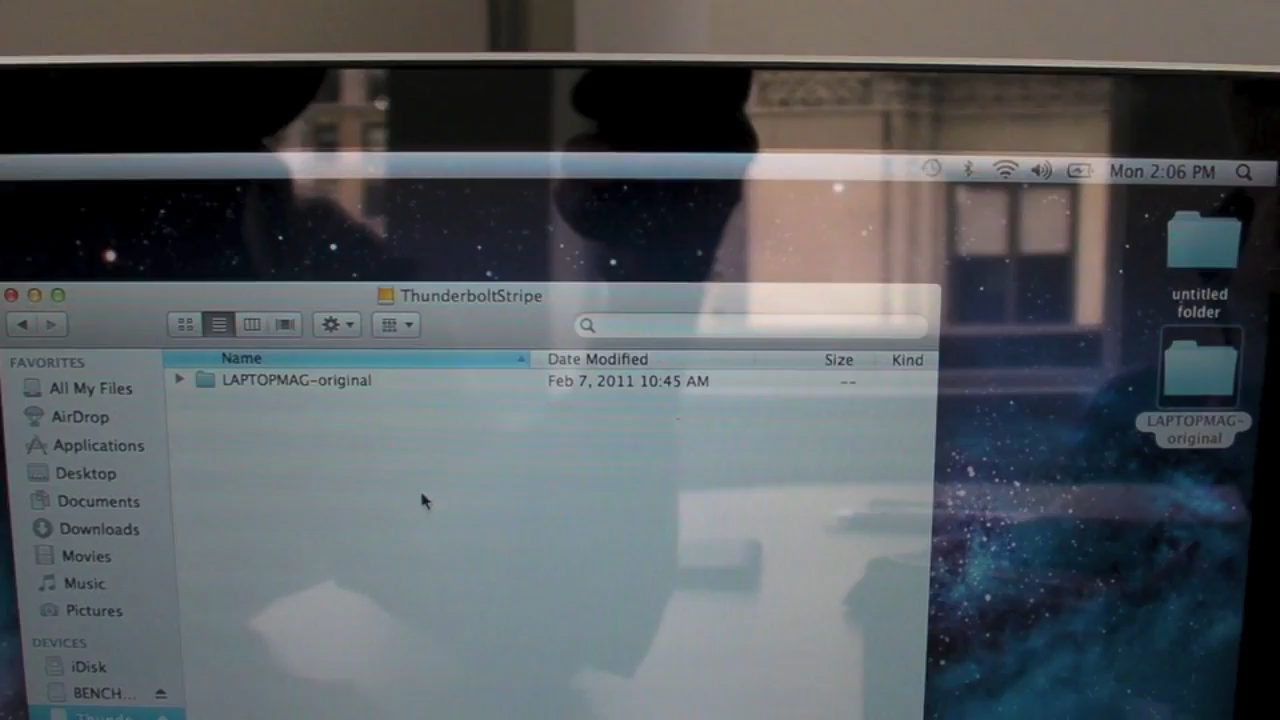 Mon 2:06 PM
untitled
folder
LAPTOPMAG-
original
ThunderboltStripe
Name
Date Modified
Size
Kind
LAPTOPMAG-original
Feb 7, 2011 10:45 AM
--
FAVORITES
All My Files
AirDrop
Applications
Desktop
Documents
Downloads
Movies
Music
Pictures
DEVICES
iDisk
BENCH...